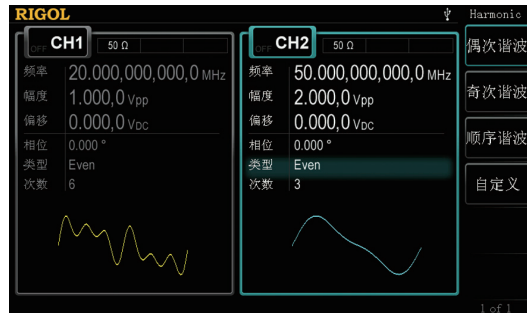 RIGOL
Harmonic
OFF CH1 50 Ω
频率 20.000,000,000,0 MHz
幅度 1.000,0 Vpp
偏移 0.000,0 VDC
相位 0.000 °
类型 Even
次数 6
OFF CH2 50 Ω
频率 50.000,000,000,0 MHz
幅度 2.000,0 Vpp
偏移 0.000,0 VDC
相位 0.000 °
类型 Even
次数 3
偶次谐波
奇次谐波
顺序谐波
自定义
1 of 1